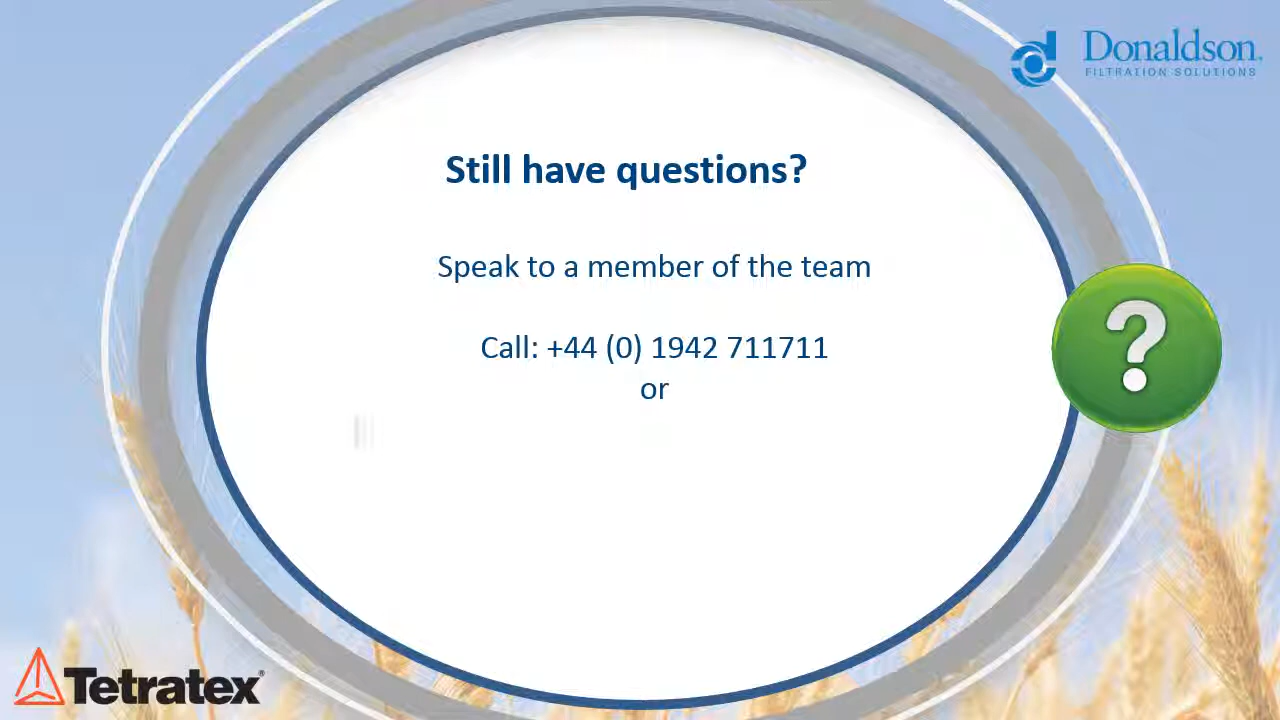 Donaldson.
FILTRATION SOLUTIONS
Still have questions?
Speak to a member of the team
Call: +44 (0) 1942 711711
or
?
Tetratex®